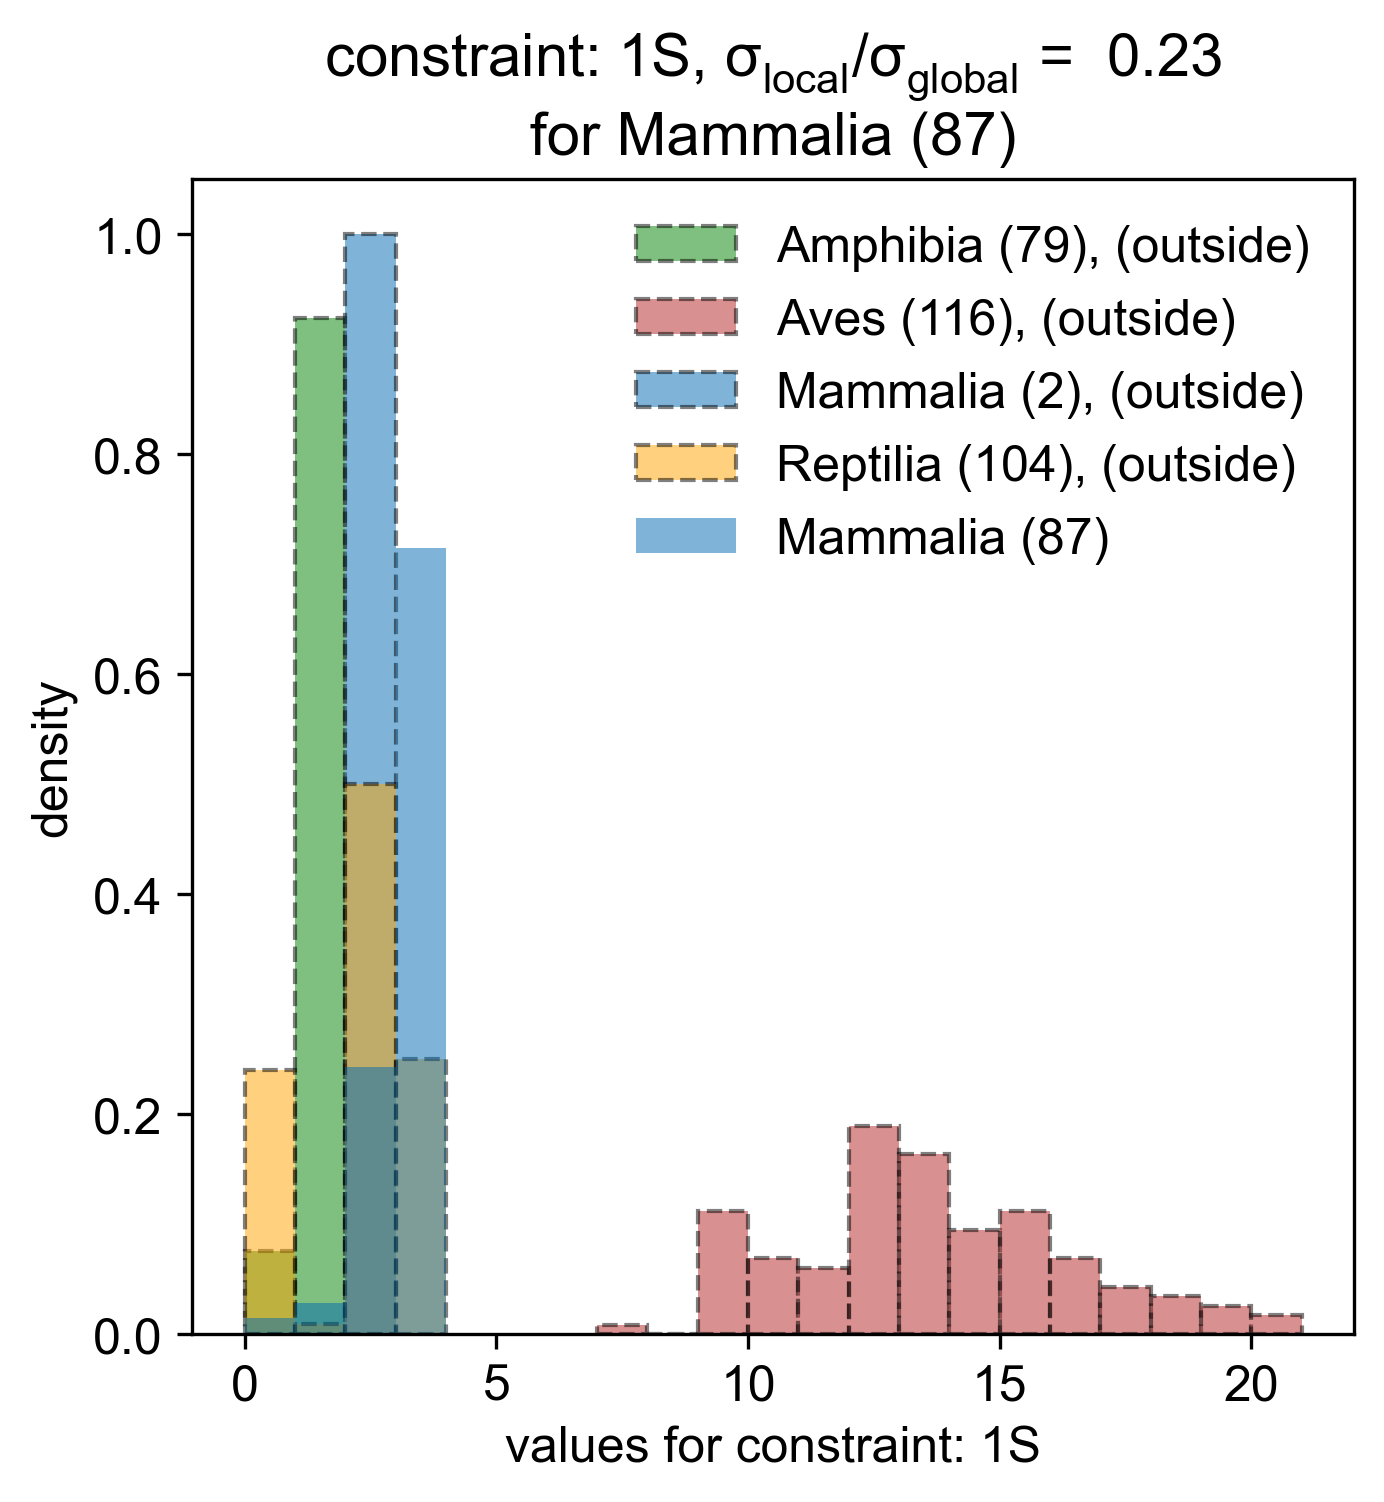 constraint: 1S, σlocal/σglobal = 0.23
for Mammalia (87)
Amphibia (79), (outside)
Aves (116), (outside)
Mammalia (2), (outside)
Reptilia (104), (outside)
Mammalia (87)
density
1.0
0.8
0.6
0.4
0.2
0.0
0 5 10 15 20
values for constraint: 1S